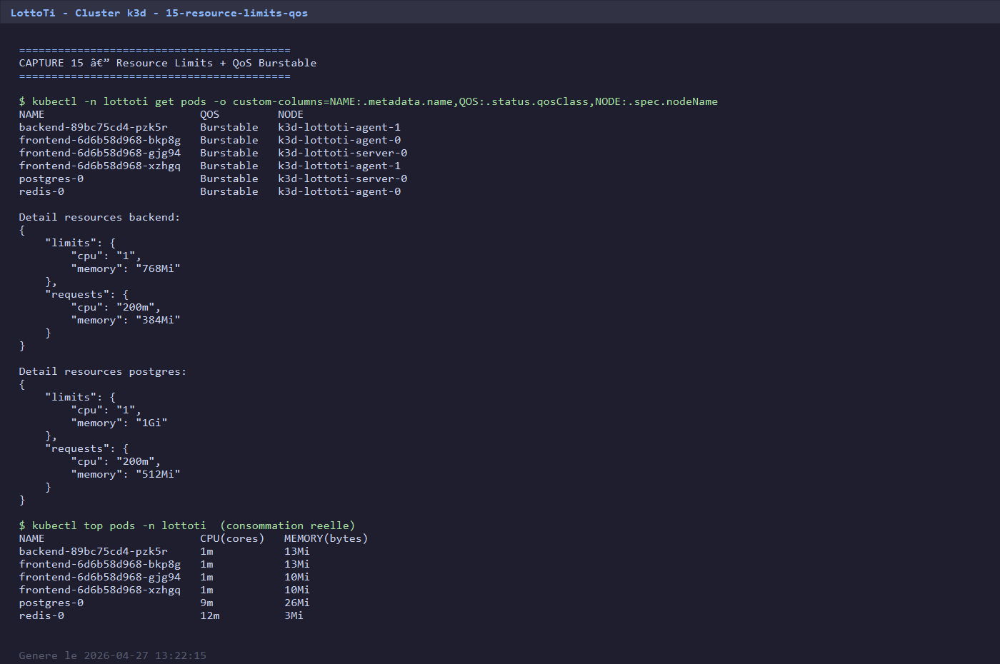 LottoTi - Cluster k3d - 15-resource-limits-qos
==========================================
CAPTURE 15 â€” Resource Limits + QoS Burstable
==========================================
$ kubectl -n lottoti get pods -o custom-columns=NAME:.metadata.name,QOS:.status.qosClass,NODE:.spec.nodeName
NAME                        QOS         NODE
backend-89bc75cd4-pzk5r     Burstable   k3d-lottoti-agent-1
frontend-6d6b58d968-bkp8g   Burstable   k3d-lottoti-agent-0
frontend-6d6b58d968-gjg94   Burstable   k3d-lottoti-server-0
frontend-6d6b58d968-xzhgq   Burstable   k3d-lottoti-agent-1
postgres-0                  Burstable   k3d-lottoti-server-0
redis-0                     Burstable   k3d-lottoti-agent-0
Detail resources backend:
{
    "limits": {
        "cpu": "1",
        "memory": "768Mi"
    },
    "requests": {
        "cpu": "200m",
        "memory": "384Mi"
    }
}
Detail resources postgres:
{
    "limits": {
        "cpu": "1",
        "memory": "1Gi"
    },
    "requests": {
        "cpu": "200m",
        "memory": "512Mi"
    }
}
$ kubectl top pods -n lottoti  (consommation reelle)
NAME                        CPU(cores)   MEMORY(bytes)
backend-89bc75cd4-pzk5r     1m           13Mi
frontend-6d6b58d968-bkp8g   1m           13Mi
frontend-6d6b58d968-gjg94   1m           10Mi
frontend-6d6b58d968-xzhgq   1m           10Mi
postgres-0                  9m           26Mi
redis-0                     12m          3Mi
Genere le 2026-04-27 13:22:15